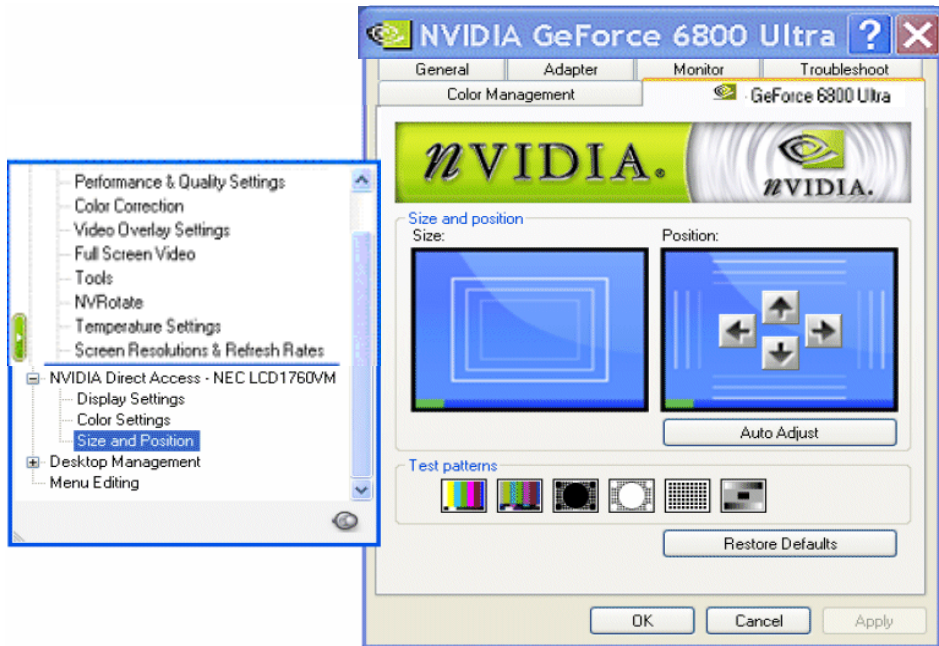 NVIDIA GeForce 6800 Ultra
General Adapter Monitor Troubleshoot
Color Management GeForce 6800 Ultra
nVIDIA.
nVIDIA.
Performance & Quality Settings
Color Correction
Video Overlay Settings
Full Screen Video
Tools
NVRotate
Temperature Settings
Screen Resolutions & Refresh Rates
NVIDIA Direct Access - NEC LCD1760VM
Display Settings
Color Settings
Size and Position
Desktop Management
Menu Editing
Size and position
Size: Position:
Auto Adjust
Test patterns
Restore Defaults
OK Cancel Apply